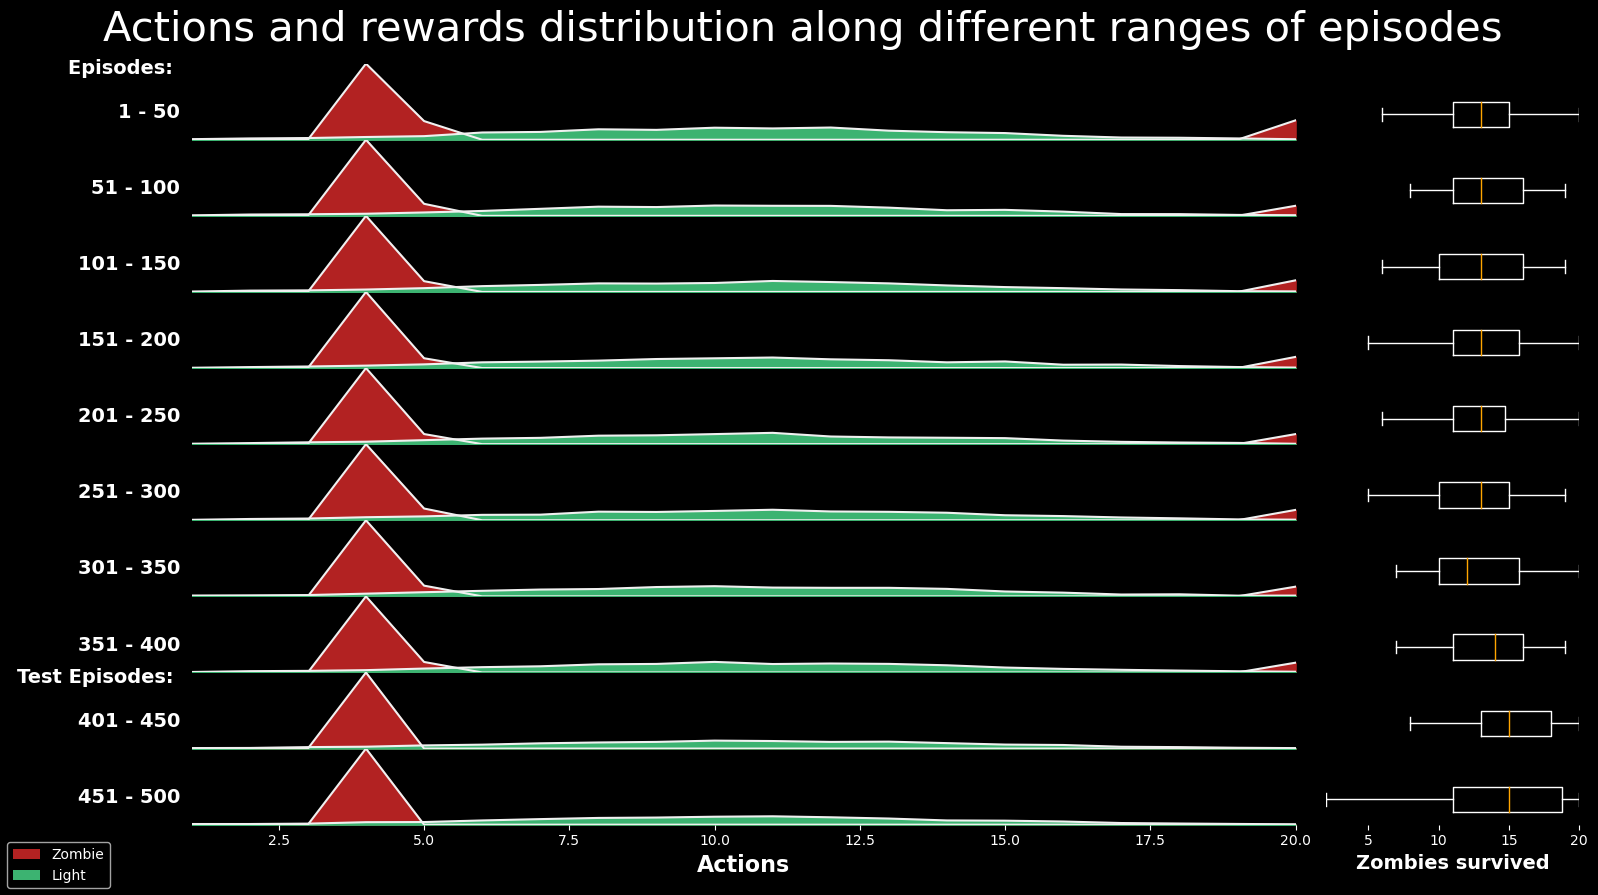 Actions and rewards distribution along different ranges of episodes
Episodes:
1 - 50
51 - 100
101 - 150
151 - 200
201 - 250
251 - 300
301 - 350
351 - 400
Test Episodes:
401 - 450
451 - 500
2.5 5.0 7.5 10.0 12.5 15.0 17.5 20.0
5 10 15 20
Actions
Zombies survived
Zombie
Light